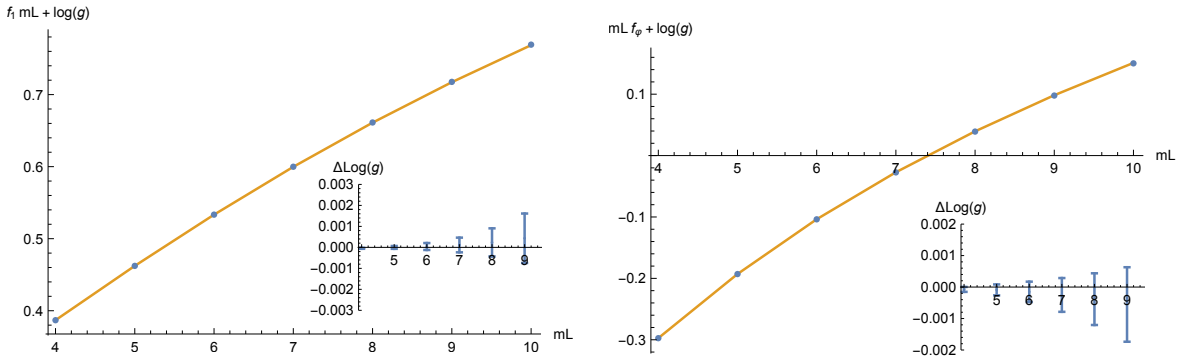 f₁ mL + log(g)
0.7
0.6
0.5
0.4
4 5 6 7 8 9 10 mL
ΔLog(g)
0.003
0.002
0.001
0.000
−0.001
−0.002
−0.003
5 6 7 8 9
mL fφ + log(g)
0.1
−0.1
−0.2
−0.3
4 5 6 7 8 9 10 mL
ΔLog(g)
0.002
0.001
0.000
−0.001
−0.002
5 6 7 8 9